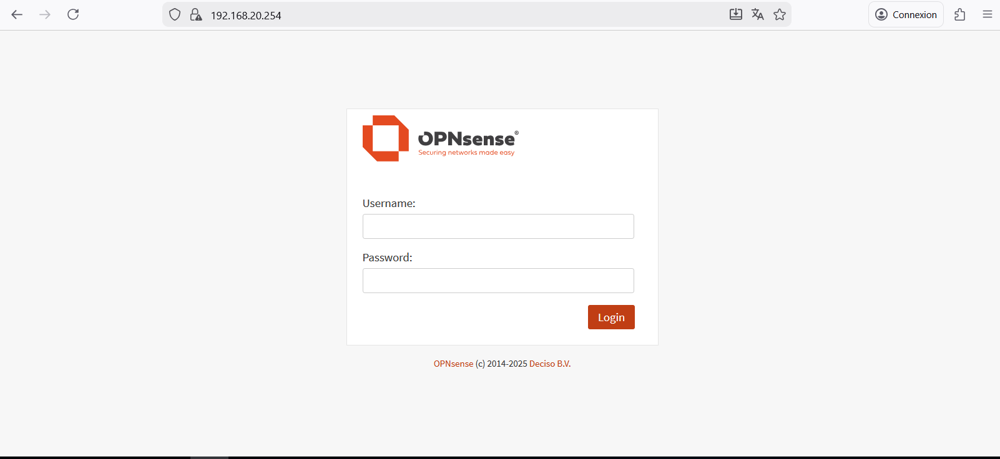 192.168.20.254
Connexion
OPNsense®
Securing networks made easy
Username:
Password:
Login
OPNsense (c) 2014-2025 Deciso B.V.